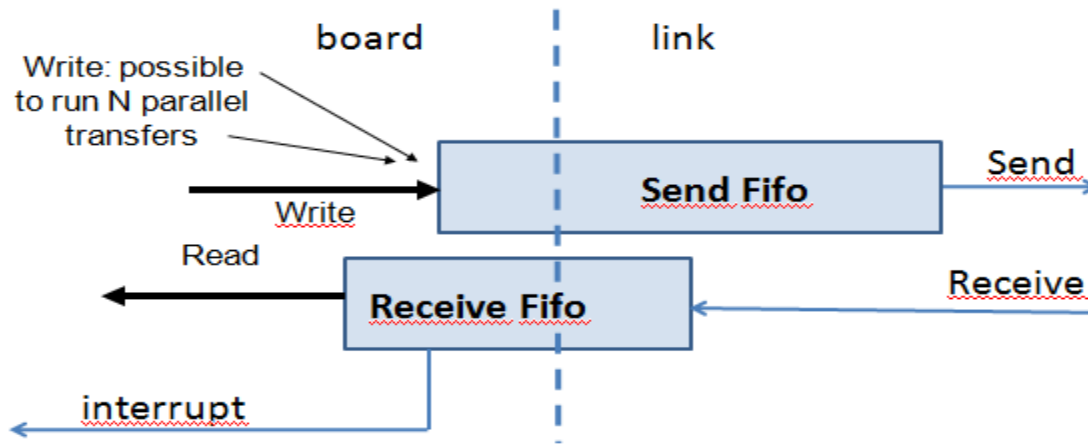 board
link
Write: possible
to run N parallel
transfers
Send Fifo
Send
Write
Read
Receive Fifo
Receive
interrupt